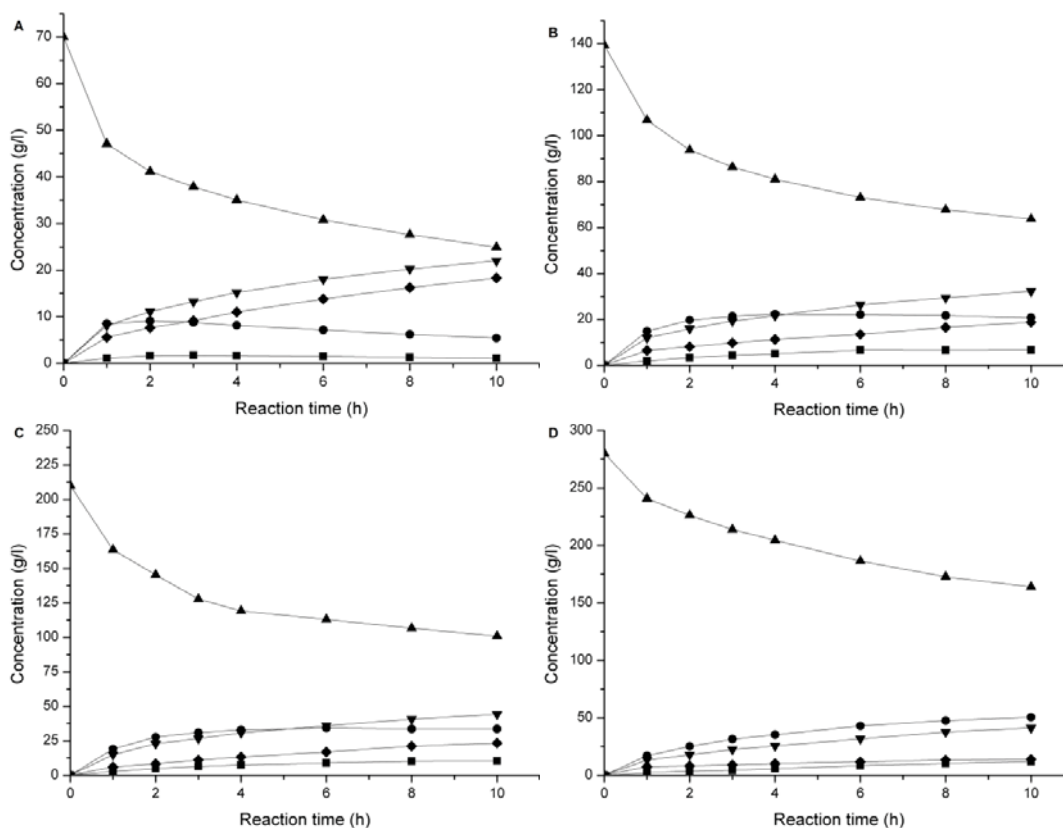 A
Concentration (g/l)
70
60
50
40
30
20
10
0
0 2 4 6 8 10
Reaction time (h)
B
Concentration (g/l)
140
120
100
80
60
40
20
0
0 2 4 6 8 10
Reaction time (h)
C
Concentration (g/l)
250
225
200
175
150
125
100
75
50
25
0
0 2 4 6 8 10
Reaction time (h)
D
Concentration (g/l)
300
250
200
150
100
50
0
0 2 4 6 8 10
Reaction time (h)